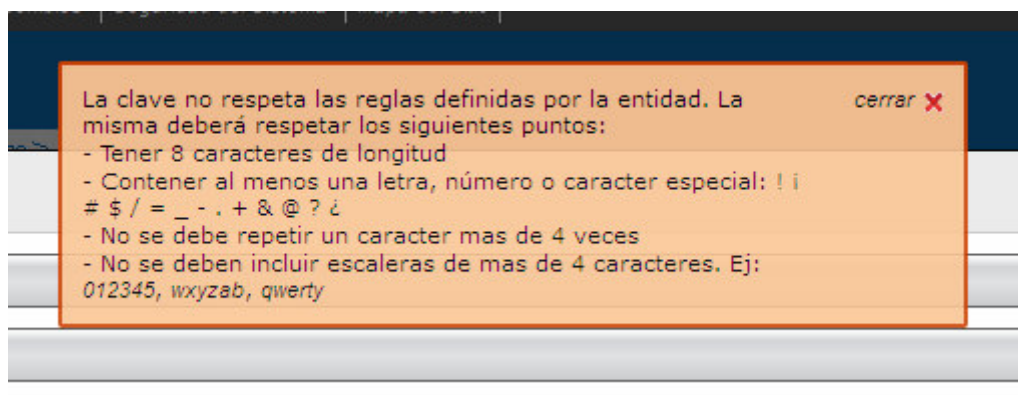 La clave no respeta las reglas definidas por la entidad. La
cerrar
misma deberá respetar los siguientes puntos:
- Tener 8 caracteres de longitud
- Contener al menos una letra, número o caracter especial: ! ¡
# $ / = _ - . + & @ ? ¿
- No se debe repetir un caracter mas de 4 veces
- No se deben incluir escaleras de mas de 4 caracteres. Ej:
012345, wxyzab, qwerty